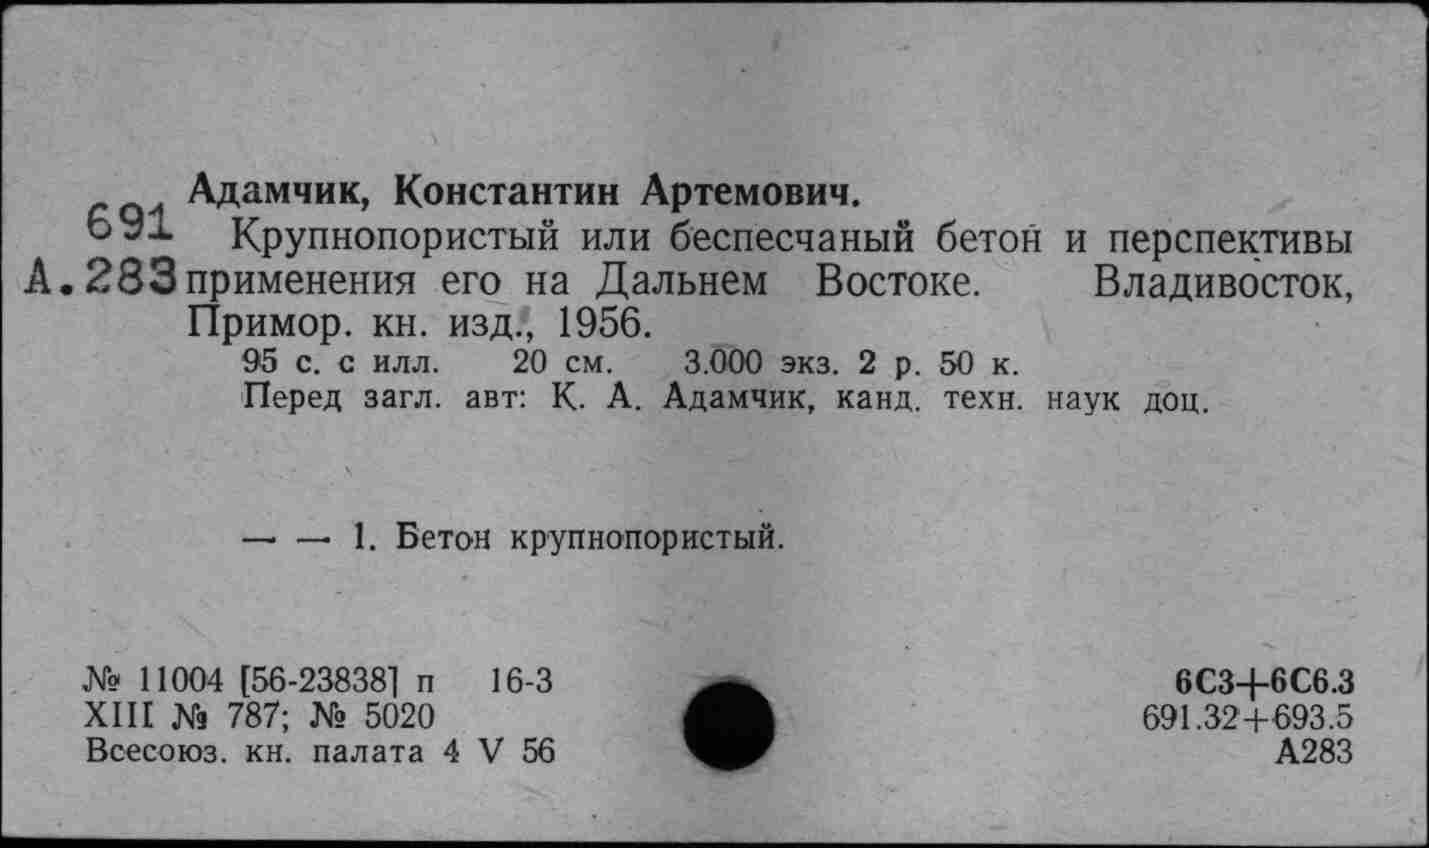 Адамчик, Константин Артемович.
691 Крупнопористый или беспесчаный бетон и перспективы
А.283 применения его на Дальнем Востоке. Владивосток,
Примор. кн. изд., 1956.
95 с. с илл. 20 см. 3.000 экз. 2 р. 50 к.
Перед загл. авт: К. А. Адамчик, канд. техн. наук доц.
— — 1. Бетон крупнопористый.
№ 11004 [56-23838] п 16-3
XIII № 787; № 5020
Всесоюз. кн. палата 4 V 56
6С3+6С6.3
691.32+693.5
А283